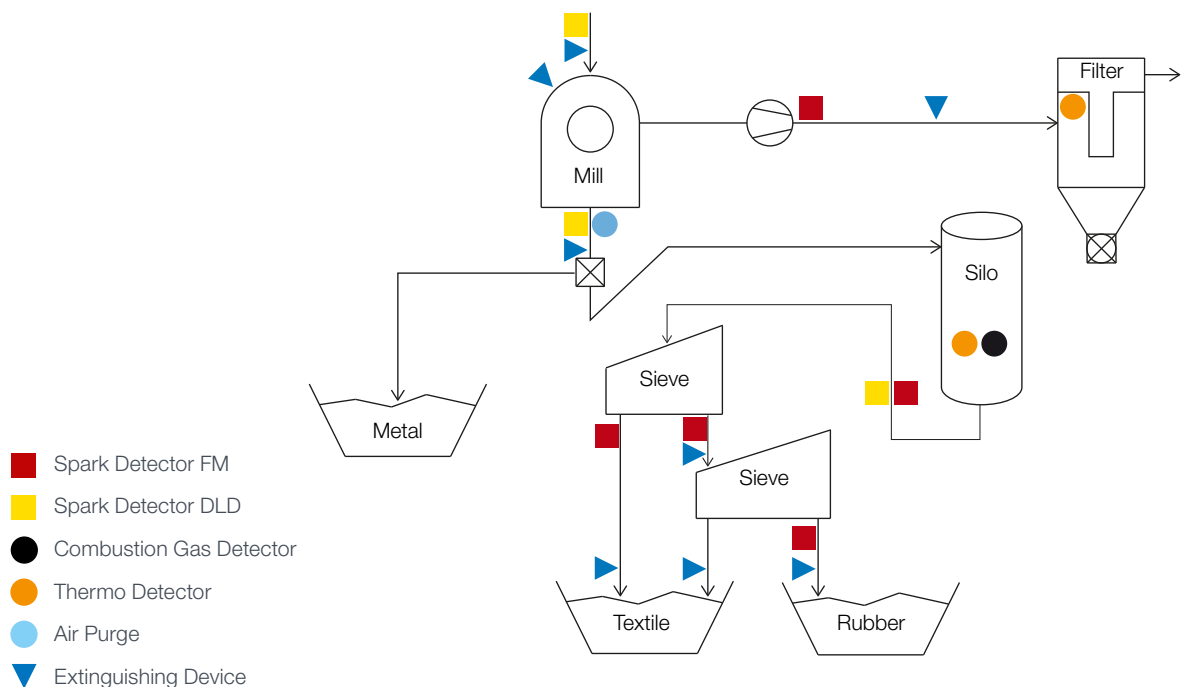 Filter
Mill
Silo
Sieve
Metal
Sieve
Textile
Rubber
Spark Detector FM
Spark Detector DLD
Combustion Gas Detector
Thermo Detector
Air Purge
Extinguishing Device